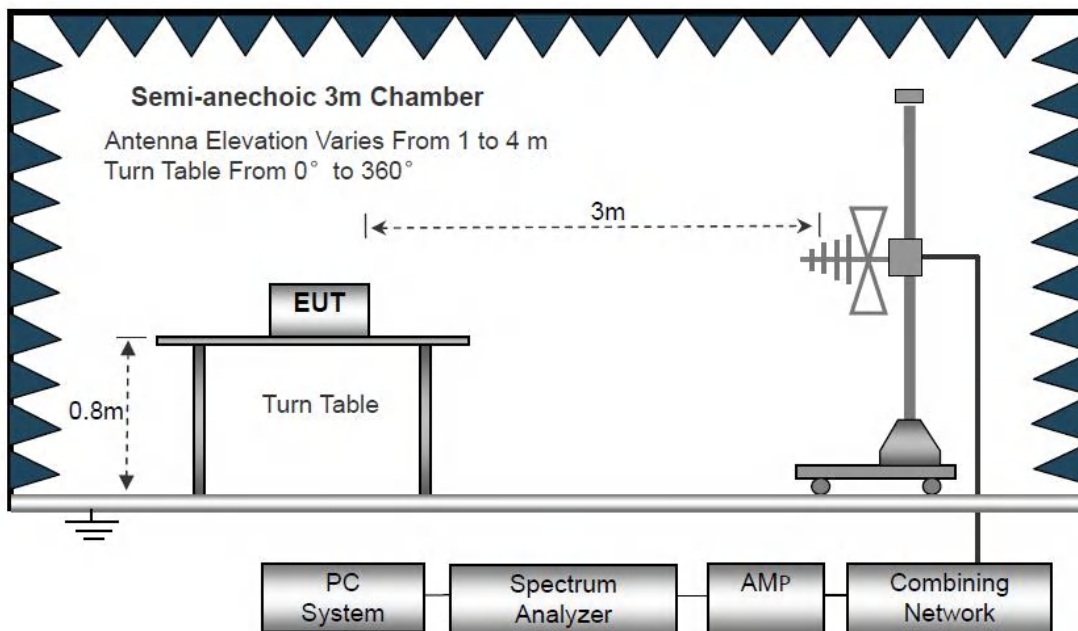 Semi-anechoic 3m Chamber
Antenna Elevation Varies From 1 to 4 m
Turn Table From 0° to 360°
3m
EUT
0.8m
Turn Table
PC
System
Spectrum
Analyzer
AMP
Combining
Network